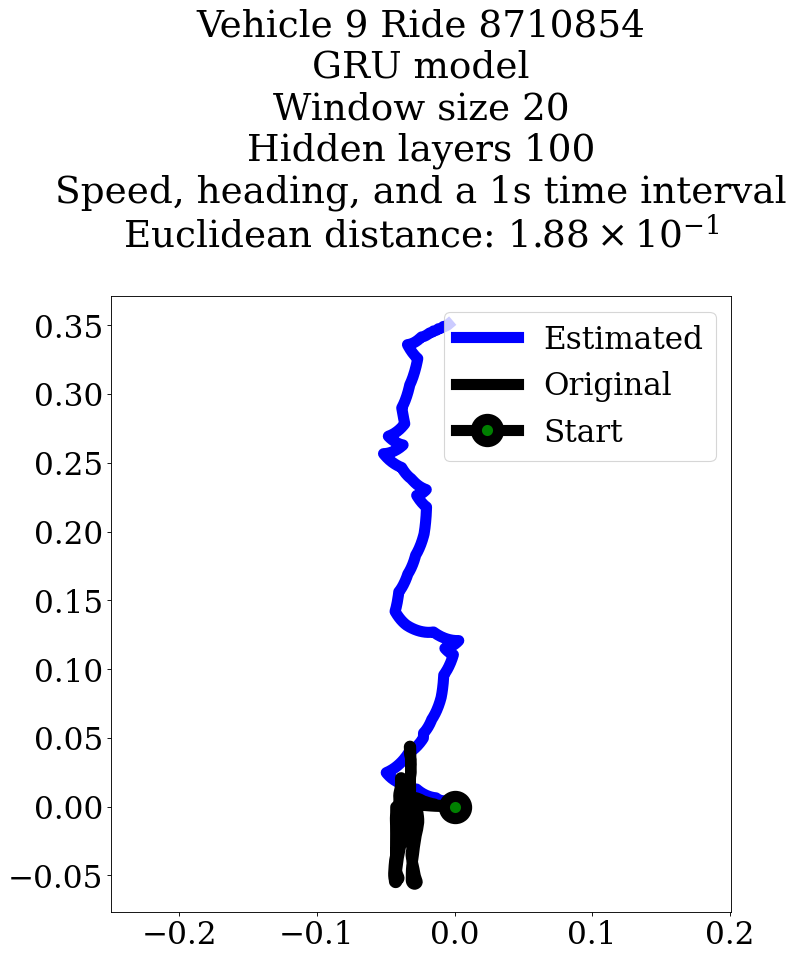 Vehicle 9 Ride 8710854
GRU model
Window size 20
Hidden layers 100
Speed, heading, and a 1s time interval
Euclidean distance: 1.88 × 10⁻¹
Estimated
Original
Start
0.35
0.30
0.25
0.20
0.15
0.10
0.05
0.00
−0.05
−0.2
−0.1
0.0
0.1
0.2